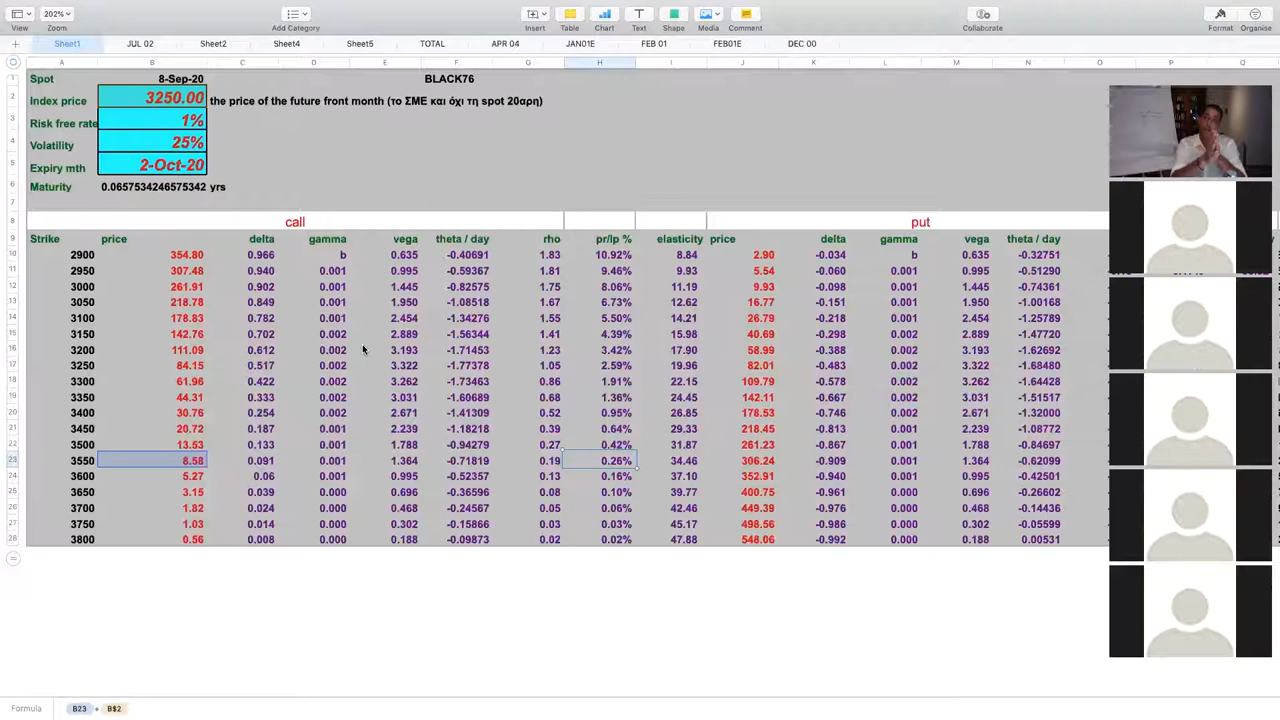 202%
View Zoom Add Category Insert Table Chart Text Shape Media Comment Collaborate Format Organise
Sheet1 JUL 02 Sheet2 Sheet4 Sheet5 TOTAL APR 04 JAN01E FEB 01 FEB01E DEC 00
A B C D E F G H I J K L M N O P Q
1 Spot 8-Sep-20 BLACK76
2 Index price 3250.00 the price of the future front month (το ΣΜΕ και όχι τη spot 20αρη)
3 Risk free rate 1%
4 Volatility 25%
5 Expiry mth 2-Oct-20
6 Maturity 0.0657534246575342 yrs
7
8 call put
9 Strike price delta gamma vega theta / day rho pr/Ip % elasticity price delta gamma vega theta / day
10 2900 354.80 0.966 b 0.635 -0.40691 1.83 10.92% 8.84 2.90 -0.034 b 0.635 -0.32751
11 2950 307.48 0.940 0.001 0.995 -0.59367 1.81 9.46% 9.93 5.54 -0.060 0.001 0.995 -0.51290
12 3000 261.91 0.902 0.001 1.445 -0.82575 1.75 8.06% 11.19 9.93 -0.098 0.001 1.445 -0.74361
13 3050 218.78 0.849 0.001 1.950 -1.08518 1.67 6.73% 12.62 16.77 -0.151 0.001 1.950 -1.00168
14 3100 178.83 0.782 0.001 2.454 -1.34276 1.55 5.50% 14.21 26.79 -0.218 0.001 2.454 -1.25789
15 3150 142.76 0.702 0.002 2.889 -1.56344 1.41 4.39% 15.98 40.69 -0.298 0.002 2.889 -1.47720
16 3200 111.09 0.612 0.002 3.193 -1.71453 1.23 3.42% 17.90 58.99 -0.388 0.002 3.193 -1.62692
17 3250 84.15 0.517 0.002 3.322 -1.77378 1.05 2.59% 19.96 82.01 -0.483 0.002 3.322 -1.68480
18 3300 61.96 0.422 0.002 3.262 -1.73463 0.86 1.91% 22.15 109.79 -0.578 0.002 3.262 -1.64428
19 3350 44.31 0.333 0.002 3.031 -1.60689 0.68 1.36% 24.45 142.11 -0.667 0.002 3.031 -1.51517
20 3400 30.76 0.254 0.002 2.671 -1.41309 0.52 0.95% 26.85 178.53 -0.746 0.002 2.671 -1.32000
21 3450 20.72 0.187 0.001 2.239 -1.18218 0.39 0.64% 29.33 218.45 -0.813 0.001 2.239 -1.08772
22 3500 13.53 0.133 0.001 1.788 -0.94279 0.27 0.42% 31.87 261.23 -0.867 0.001 1.788 -0.84697
23 3550 8.58 0.091 0.001 1.364 -0.71819 0.19 0.26% 34.46 306.24 -0.909 0.001 1.364 -0.62099
24 3600 5.27 0.06 0.001 0.995 -0.52357 0.13 0.16% 37.10 352.91 -0.940 0.001 0.995 -0.42501
25 3650 3.15 0.039 0.000 0.696 -0.36596 0.08 0.10% 39.77 400.75 -0.961 0.000 0.696 -0.26602
26 3700 1.82 0.024 0.000 0.468 -0.24567 0.05 0.06% 42.46 449.39 -0.976 0.000 0.468 -0.14436
27 3750 1.03 0.014 0.000 0.302 -0.15866 0.03 0.03% 45.17 498.56 -0.986 0.000 0.302 -0.05599
28 3800 0.56 0.008 0.000 0.188 -0.09873 0.02 0.02% 47.88 548.06 -0.992 0.000 0.188 0.00531
Formula B23 ÷ B$2